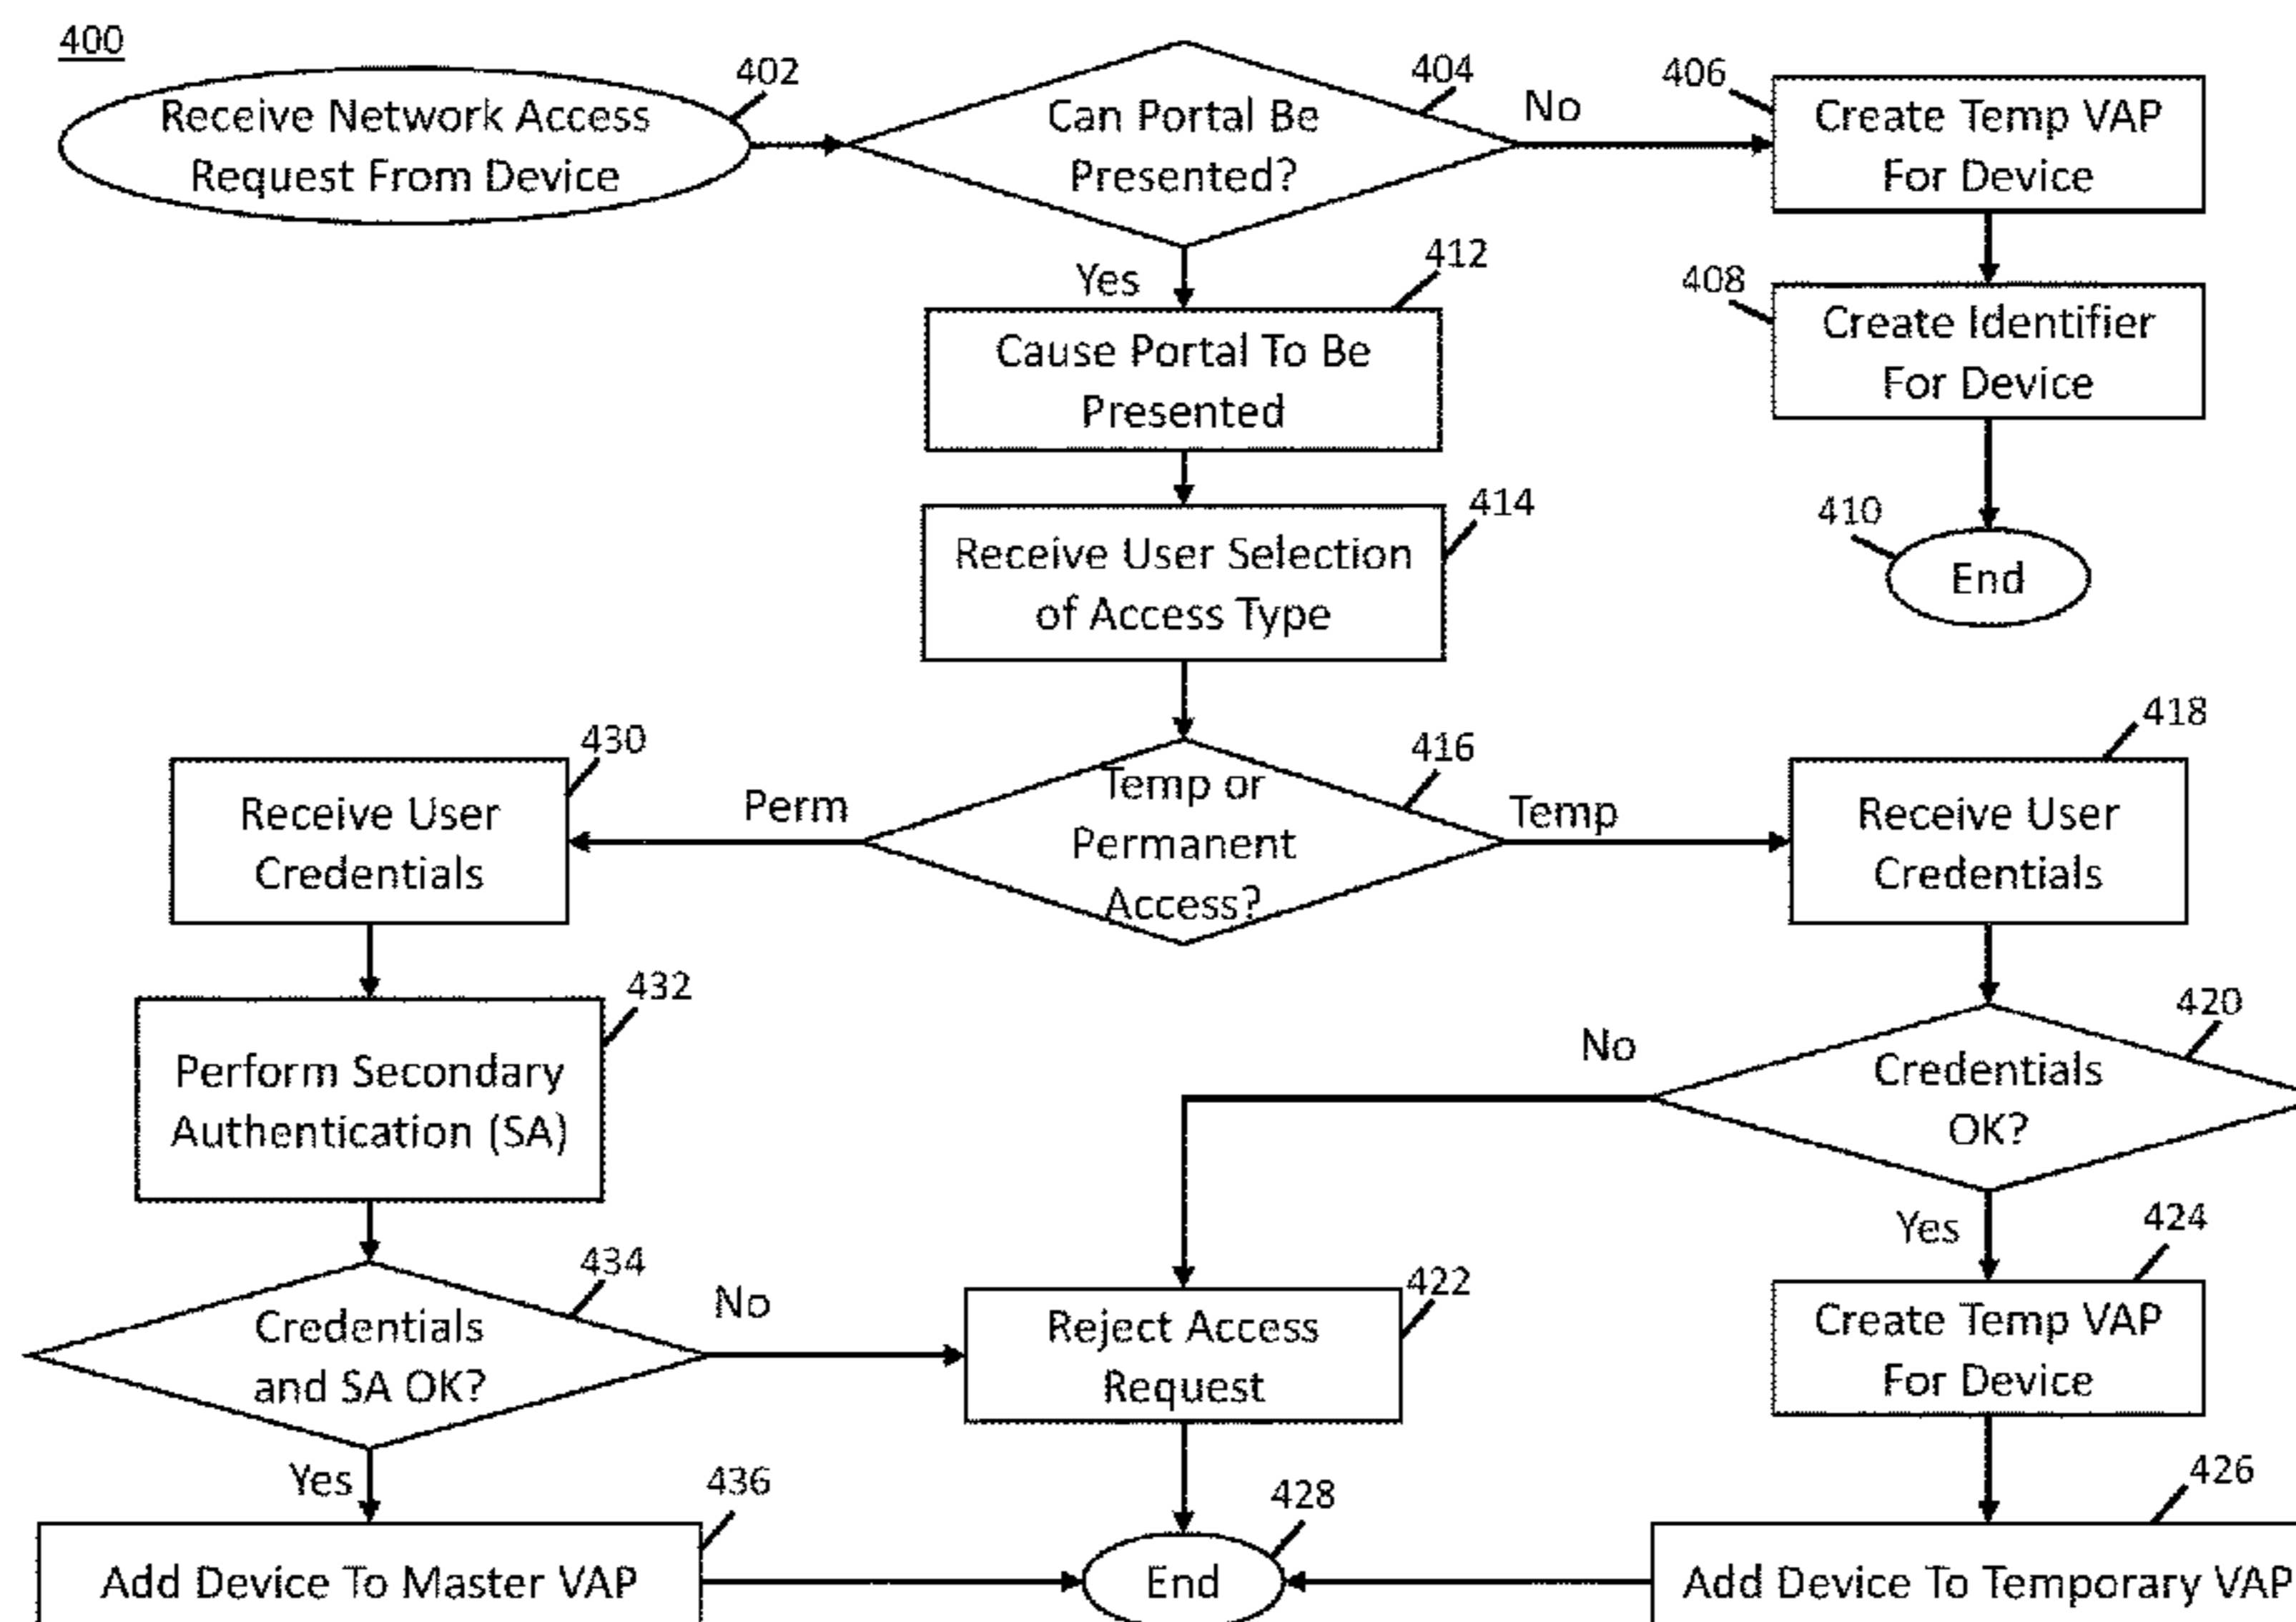 400
402
Receive Network Access
Request From Device
404
Can Portal Be
Presented?
No
406
Create Temp VAP
For Device
Yes
412
Cause Portal To Be
Presented
408
Create Identifier
For Device
414
Receive User Selection
of Access Type
410
End
430
Receive User
Credentials
Perm
416
Temp or
Permanent
Access?
Temp
418
Receive User
Credentials
432
Perform Secondary
Authentication (SA)
No
420
Credentials
OK?
434
Credentials
and SA OK?
No
422
Reject Access
Request
Yes
424
Create Temp VAP
For Device
Yes
436
Add Device To Master VAP
428
End
426
Add Device To Temporary VAP